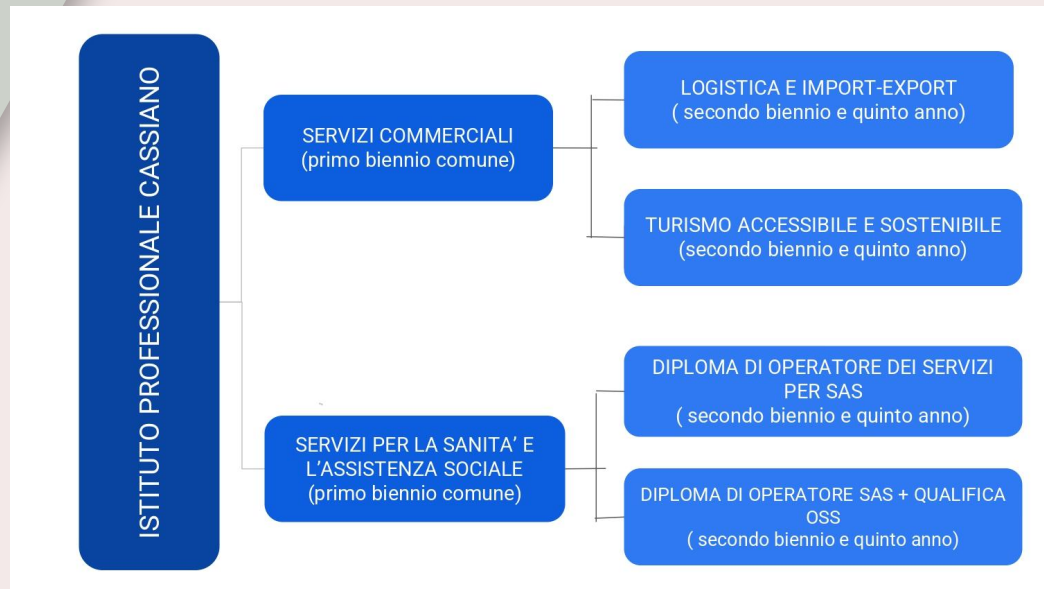 ISTITUTO PROFESSIONALE CASSIANO
SERVIZI COMMERCIALI
(primo biennio comune)
LOGISTICA E IMPORT-EXPORT
( secondo biennio e quinto anno)
TURISMO ACCESSIBILE E SOSTENIBILE
(secondo biennio e quinto anno)
SERVIZI PER LA SANITA’ E
L’ASSISTENZA SOCIALE
(primo biennio comune)
DIPLOMA DI OPERATORE DEI SERVIZI
PER SAS
( secondo biennio e quinto anno)
DIPLOMA DI OPERATORE SAS + QUALIFICA
OSS
( secondo biennio e quinto anno)